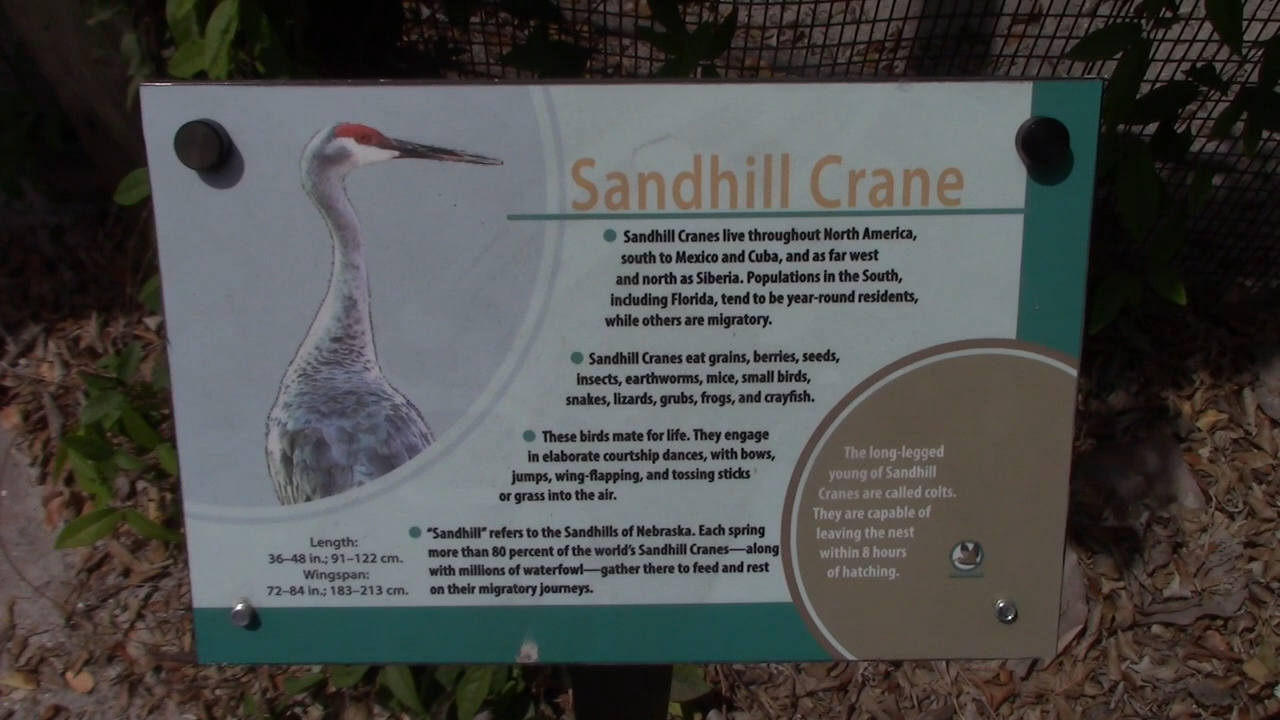 Sandhill Crane
Sandhill Cranes live throughout North America,
south to Mexico and Cuba, and as far west
and north as Siberia. Populations in the South,
including Florida, tend to be year-round residents,
while others are migratory.
Sandhill Cranes eat grains, berries, seeds,
insects, earthworms, mice, small birds,
snakes, lizards, grubs, frogs, and crayfish.
These birds mate for life. They engage
in elaborate courtship dances, with bows,
jumps, wing-flapping, and tossing sticks
or grass into the air.
"Sandhill" refers to the Sandhills of Nebraska. Each spring
more than 80 percent of the world's Sandhill Cranes—along
with millions of waterfowl—gather there to feed and rest
on their migratory journeys.
Length:
36–48 in.; 91–122 cm.
Wingspan:
72–84 in.; 183–213 cm.
The long-legged
young of Sandhill
Cranes are called colts.
They are capable of
leaving the nest
within 8 hours
of hatching.